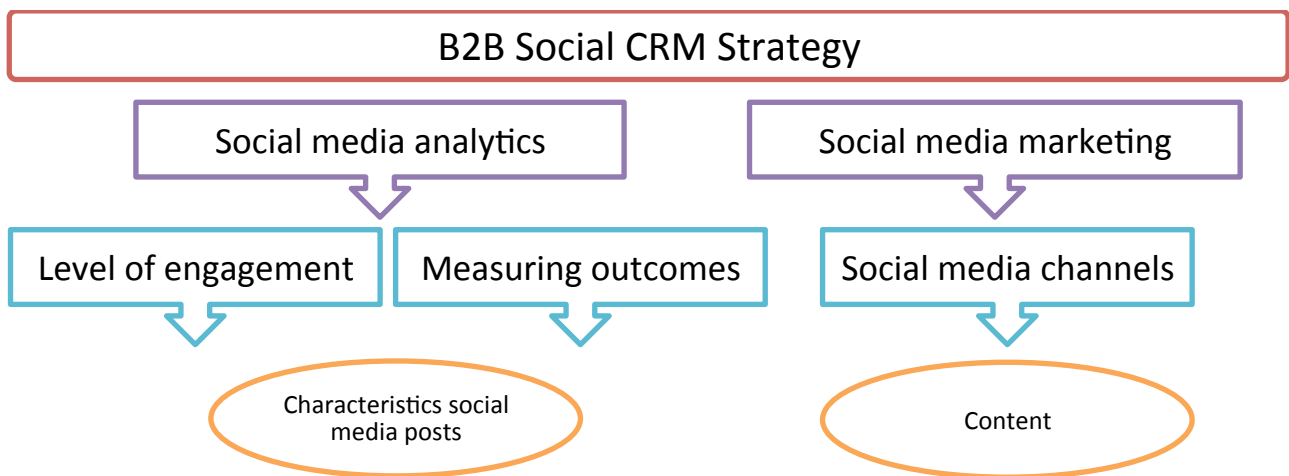 B2B Social CRM Strategy
Social media analytics
Social media marketing
Level of engagement
Measuring outcomes
Social media channels
Characteristics social
media posts
Content